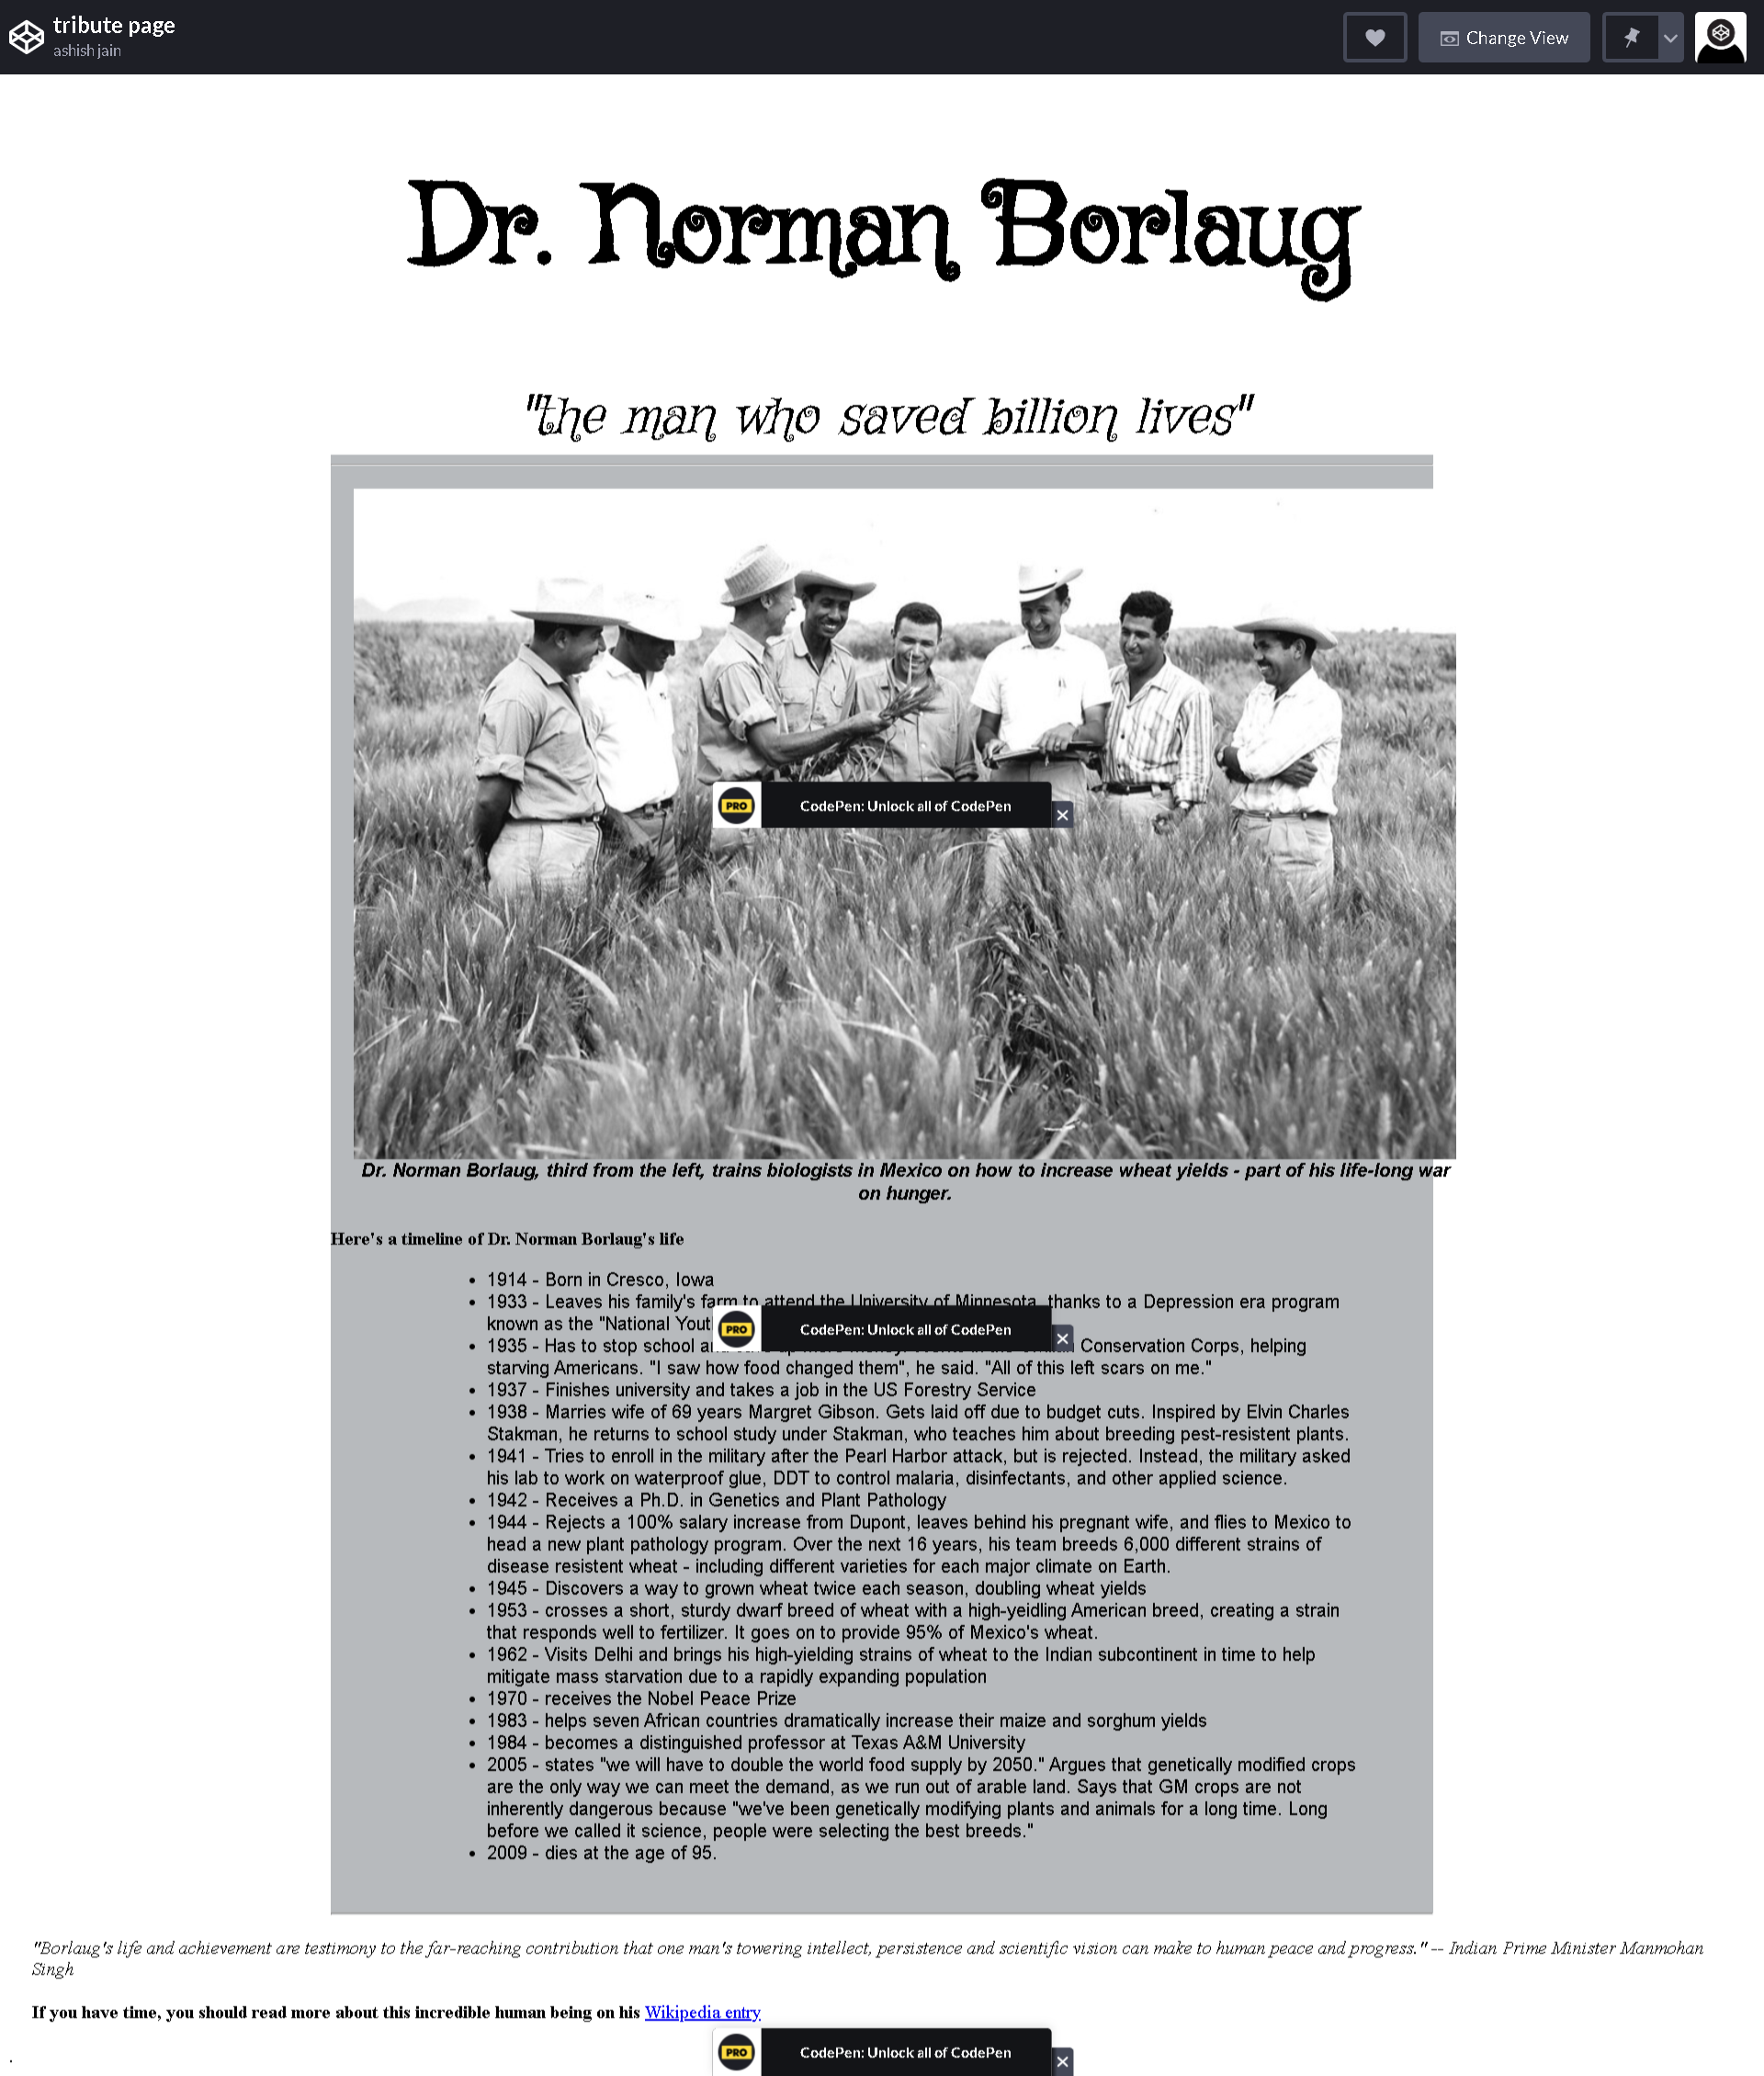 tribute page
ashish jain
Change View
Dr. Norman Borlaug
"the man who saved billion lives"
PRO CodePen: Unlock all of CodePen
Dr. Norman Borlaug, third from the left, trains biologists in Mexico on how to increase wheat yields - part of his life-long war
on hunger.
Here's a timeline of Dr. Norman Borlaug's life
• 1914 - Born in Cresco, Iowa
• 1933 - Leaves his family's farm to attend the University of Minnesota, thanks to a Depression era program
known as the "National Yout
PRO CodePen: Unlock all of CodePen
• 1935 - Has to stop school Conservation Corps, helping
starving Americans. "I saw how food changed them", he said. "All of this left scars on me."
• 1937 - Finishes university and takes a job in the US Forestry Service
• 1938 - Marries wife of 69 years Margret Gibson. Gets laid off due to budget cuts. Inspired by Elvin Charles
Stakman, he returns to school study under Stakman, who teaches him about breeding pest-resistent plants.
• 1941 - Tries to enroll in the military after the Pearl Harbor attack, but is rejected. Instead, the military asked
his lab to work on waterproof glue, DDT to control malaria, disinfectants, and other applied science.
• 1942 - Receives a Ph.D. in Genetics and Plant Pathology
• 1944 - Rejects a 100% salary increase from Dupont, leaves behind his pregnant wife, and flies to Mexico to
head a new plant pathology program. Over the next 16 years, his team breeds 6,000 different strains of
disease resistent wheat - including different varieties for each major climate on Earth.
• 1945 - Discovers a way to grown wheat twice each season, doubling wheat yields
• 1953 - crosses a short, sturdy dwarf breed of wheat with a high-yeidling American breed, creating a strain
that responds well to fertilizer. It goes on to provide 95% of Mexico's wheat.
• 1962 - Visits Delhi and brings his high-yielding strains of wheat to the Indian subcontinent in time to help
mitigate mass starvation due to a rapidly expanding population
• 1970 - receives the Nobel Peace Prize
• 1983 - helps seven African countries dramatically increase their maize and sorghum yields
• 1984 - becomes a distinguished professor at Texas A&M University
• 2005 - states "we will have to double the world food supply by 2050." Argues that genetically modified crops
are the only way we can meet the demand, as we run out of arable land. Says that GM crops are not
inherently dangerous because "we've been genetically modifying plants and animals for a long time. Long
before we called it science, people were selecting the best breeds."
• 2009 - dies at the age of 95.
"Borlaug's life and achievement are testimony to the far-reaching contribution that one man's towering intellect, persistence and scientific vision can make to human peace and progress." -- Indian Prime Minister Manmohan
Singh
If you have time, you should read more about this incredible human being on his Wikipedia entry
PRO CodePen: Unlock all of CodePen
.